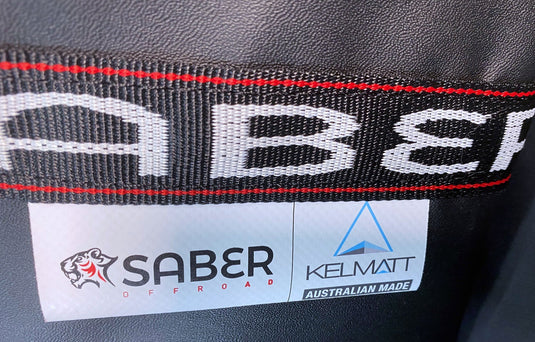 ABER
SABER
OFFROAD
KELMATT
AUSTRALIAN MADE